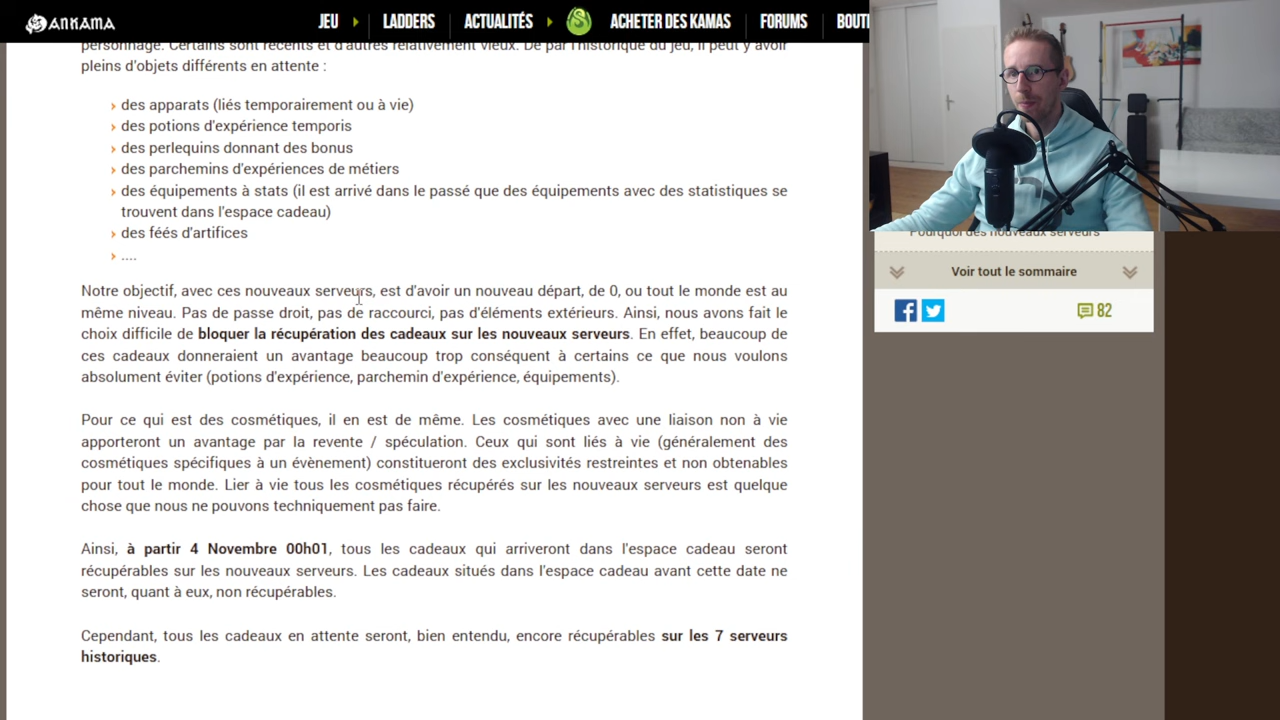 ANKAMA
JEU
LADDERS
ACTUALITÉS
ACHETER DES KAMAS
FORUMS
BOUTI
personnage. Certains sont récents et d'autres relativement vieux. De par l'historique du jeu, il peut y avoir
pleins d'objets différents en attente :
des apparats (liés temporairement ou à vie)
des potions d'expérience temporis
des perlequins donnant des bonus
des parchemins d'expériences de métiers
des équipements à stats (il est arrivé dans le passé que des équipements avec des statistiques se
trouvent dans l'espace cadeau)
des féés d'artifices
....
Notre objectif, avec ces nouveaux serveurs, est d'avoir un nouveau départ, de 0, ou tout le monde est au
même niveau. Pas de passe droit, pas de raccourci, pas d'éléments extérieurs. Ainsi, nous avons fait le
choix difficile de bloquer la récupération des cadeaux sur les nouveaux serveurs. En effet, beaucoup de
ces cadeaux donneraient un avantage beaucoup trop conséquent à certains ce que nous voulons
absolument éviter (potions d'expérience, parchemin d'expérience, équipements).
Pour ce qui est des cosmétiques, il en est de même. Les cosmétiques avec une liaison non à vie
apporteront un avantage par la revente / spéculation. Ceux qui sont liés à vie (généralement des
cosmétiques spécifiques à un évènement) constitueront des exclusivités restreintes et non obtenables
pour tout le monde. Lier à vie tous les cosmétiques récupérés sur les nouveaux serveurs est quelque
chose que nous ne pouvons techniquement pas faire.
Ainsi, à partir 4 Novembre 00h01, tous les cadeaux qui arriveront dans l'espace cadeau seront
récupérables sur les nouveaux serveurs. Les cadeaux situés dans l'espace cadeau avant cette date ne
seront, quant à eux, non récupérables.
Cependant, tous les cadeaux en attente seront, bien entendu, encore récupérables sur les 7 serveurs
historiques.
Pourquoi des nouveaux serveurs
Voir tout le sommaire
82